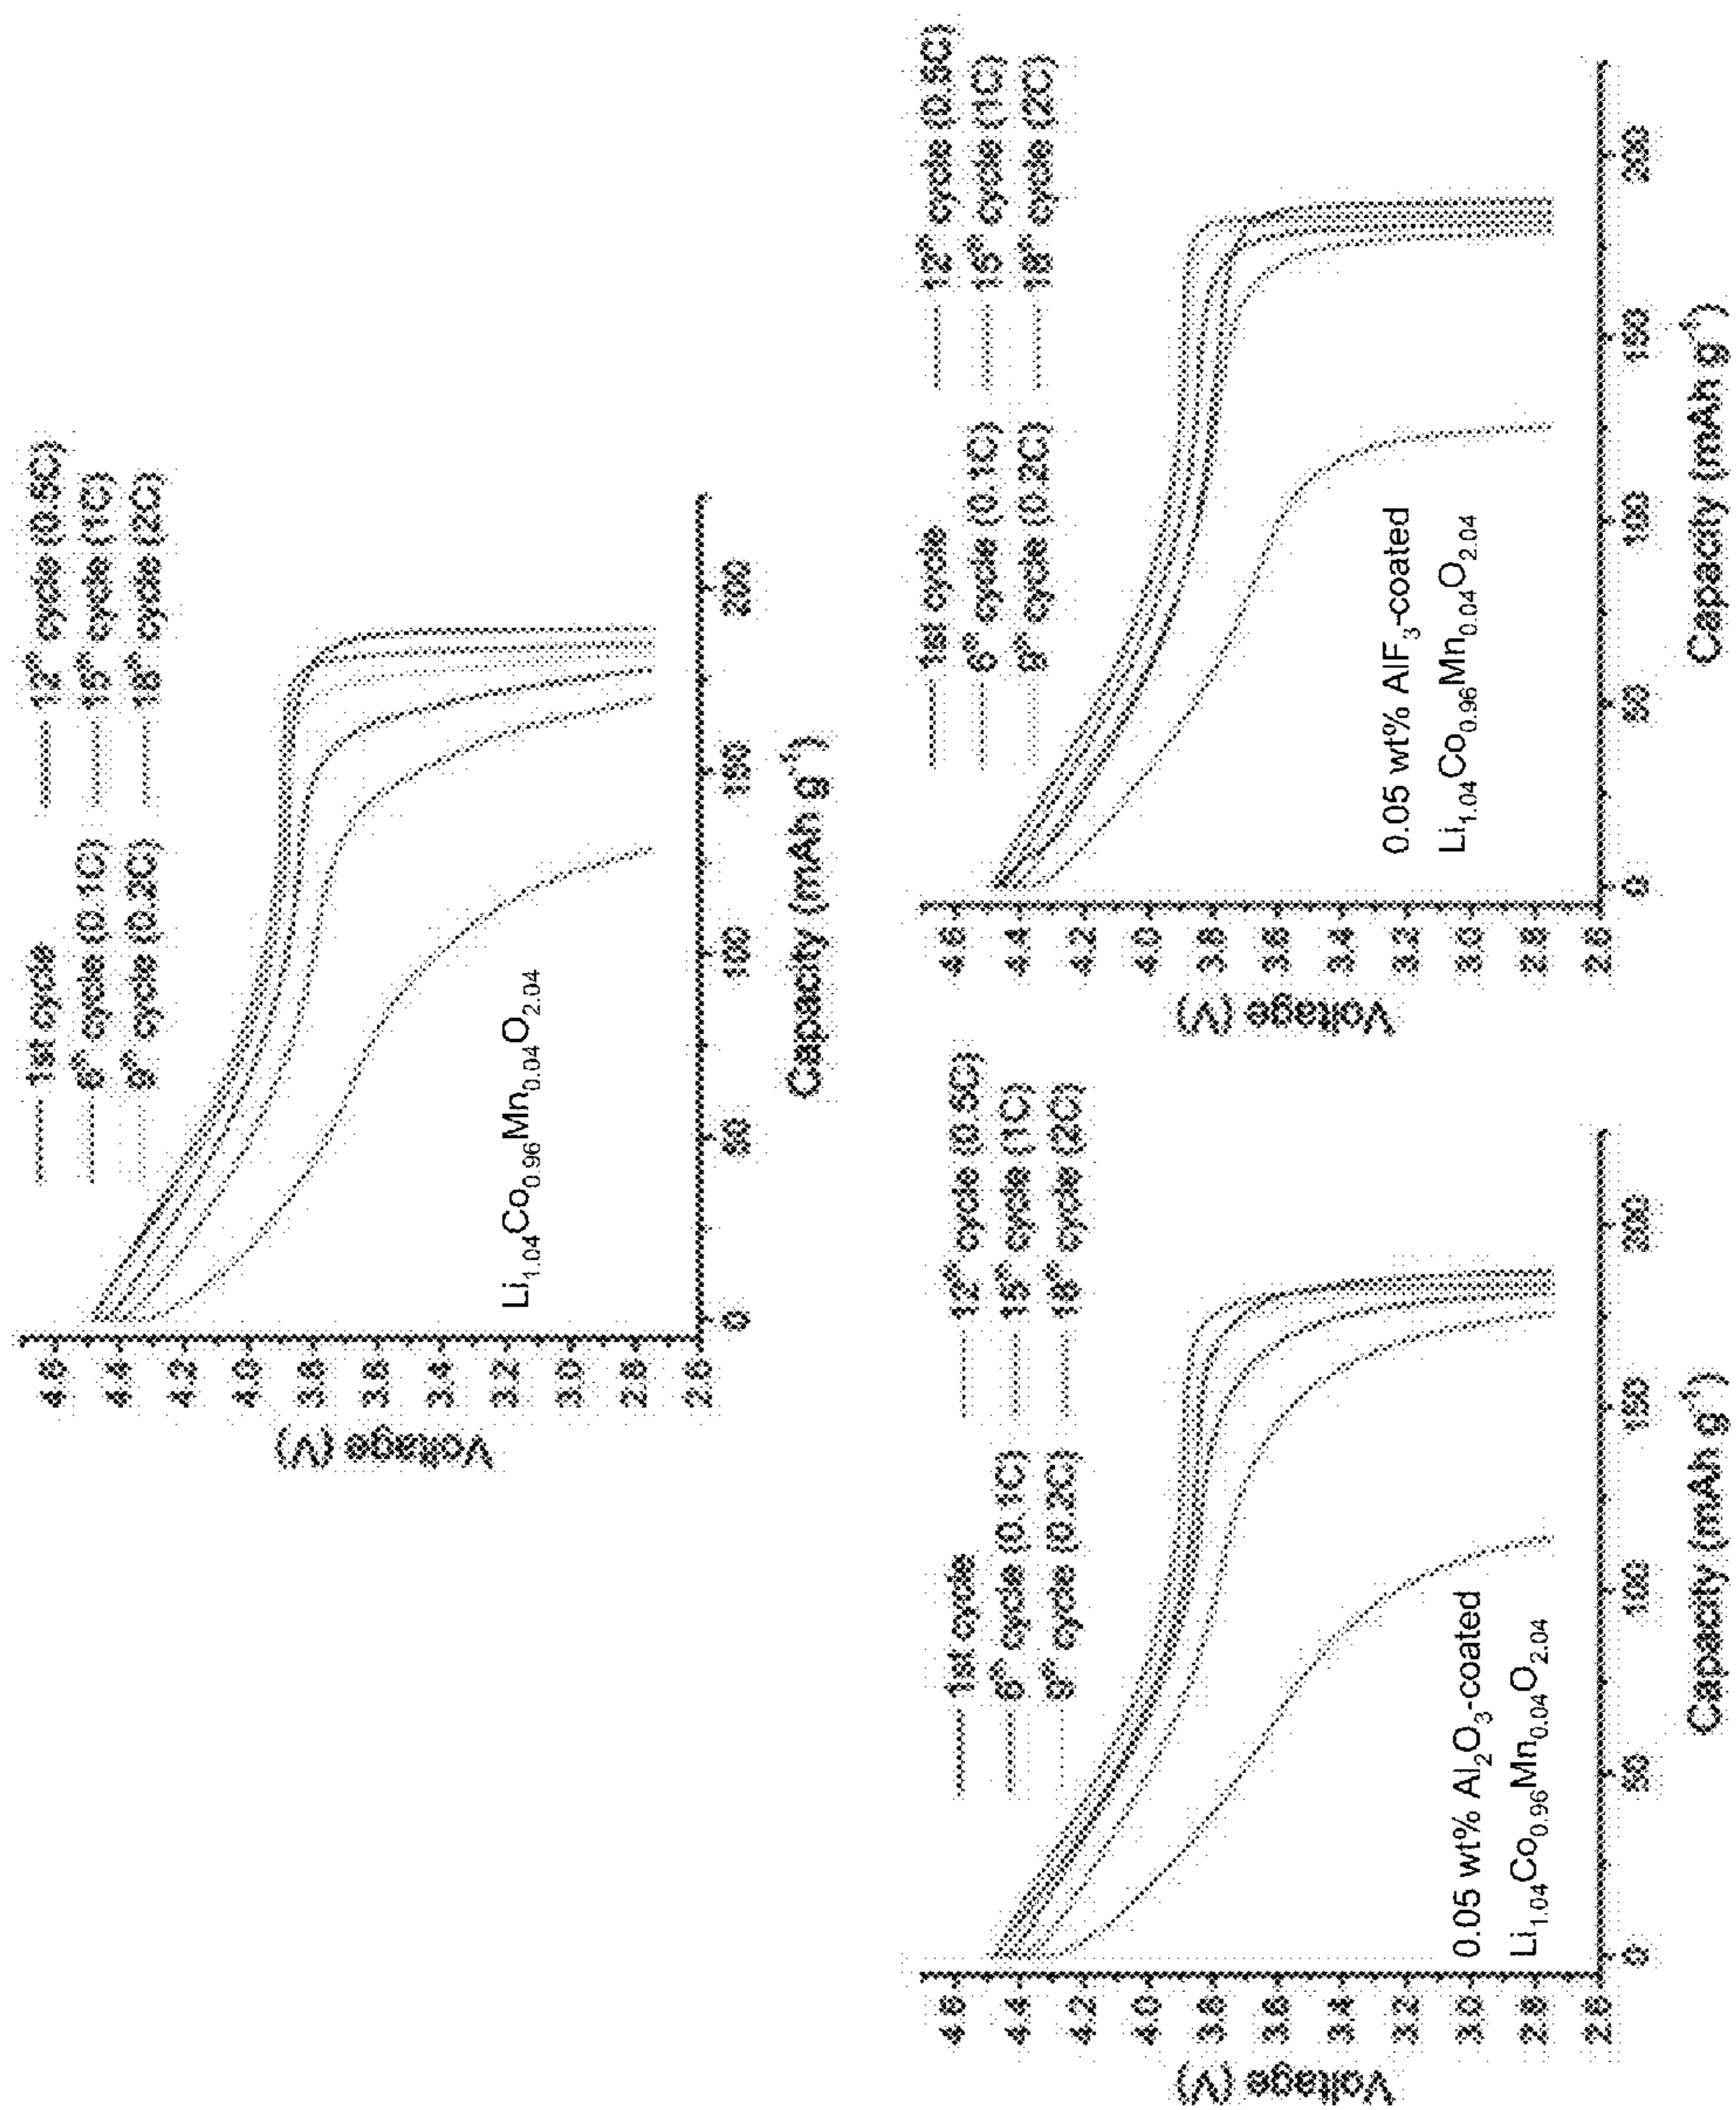 1st cycle
6th cycle (0.1C)
9th cycle (0.2C)
12th cycle (0.5C)
15th cycle (1C)
18th cycle (2C)
Voltage (V)
4.6
4.4
4.2
4.0
3.8
3.6
3.4
3.2
3.0
2.8
2.6
Li1.04Co0.96Mn0.04O2.04
0 50 100 150 200
Capacity (mAh g-1)
1st cycle
6th cycle (0.1C)
9th cycle (0.2C)
12th cycle (0.5C)
15th cycle (1C)
18th cycle (2C)
Voltage (V)
4.6
4.4
4.2
4.0
3.8
3.6
3.4
3.2
3.0
2.8
2.6
0.05 wt% Al2O3-coated
Li1.04Co0.96Mn0.04O2.04
0 50 100 150 200
Capacity (mAh g-1)
1st cycle
6th cycle (0.1C)
9th cycle (0.2C)
12th cycle (0.5C)
15th cycle (1C)
18th cycle (2C)
Voltage (V)
4.6
4.4
4.2
4.0
3.8
3.6
3.4
3.2
3.0
2.8
2.6
0.05 wt% AlF3-coated
Li1.04Co0.96Mn0.04O2.04
0 50 100 150 200
Capacity (mAh g-1)